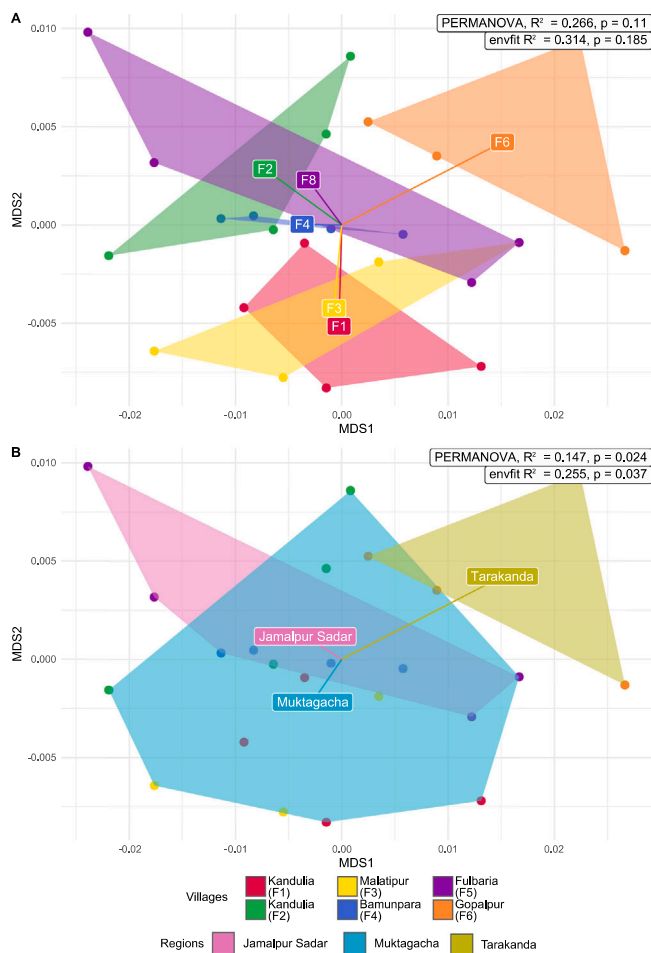 A
PERMANOVA, R² = 0.266, p = 0.11
envfit R² = 0.314, p = 0.185
0.010
0.005
0.000
-0.005
MDS2
F6
F2
F8
F4
F3
F1
-0.02 -0.01 0.00 0.01 0.02
MDS1
B
PERMANOVA, R² = 0.147, p = 0.024
envfit R² = 0.255, p = 0.037
0.010
0.005
0.000
-0.005
MDS2
Tarakanda
Jamalpur Sadar
Muktagacha
-0.02 -0.01 0.00 0.01 0.02
MDS1
Villages
Kandulia (F1)
Malatipur (F3)
Fulbaria (F5)
Kandulia (F2)
Bamunpara (F4)
Gopalpur (F6)
Regions Jamalpur Sadar Muktagacha Tarakanda